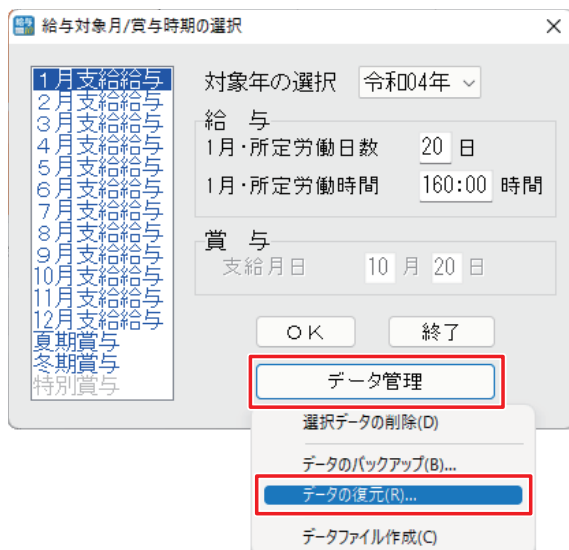 給与対象月/賞与時期の選択
1月支給給与
2月支給給与
3月支給給与
4月支給給与
5月支給給与
6月支給給与
7月支給給与
8月支給給与
9月支給給与
10月支給給与
11月支給給与
12月支給給与
夏期賞与
冬期賞与
特別賞与
対象年の選択 令和04年
給 与
1月・所定労働日数 20 日
1月・所定労働時間 160:00 時間
賞 与
支給月日 10 月 20 日
OK 終了
データ管理
選択データの削除(D)
データのバックアップ(B)...
データの復元(R)...
データファイル作成(C)